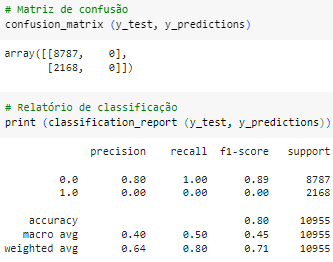 # Matriz de confusão
confusion_matrix (y_test, y_predictions)
array([[8787,    0],
       [2168,    0]])
# Relatório de classificação
print (classification_report (y_test, y_predictions))
              precision    recall  f1-score   support
         0.0       0.80      1.00      0.89      8787
         1.0       0.00      0.00      0.00      2168
    accuracy                           0.80     10955
   macro avg       0.40      0.50      0.45     10955
weighted avg       0.64      0.80      0.71     10955